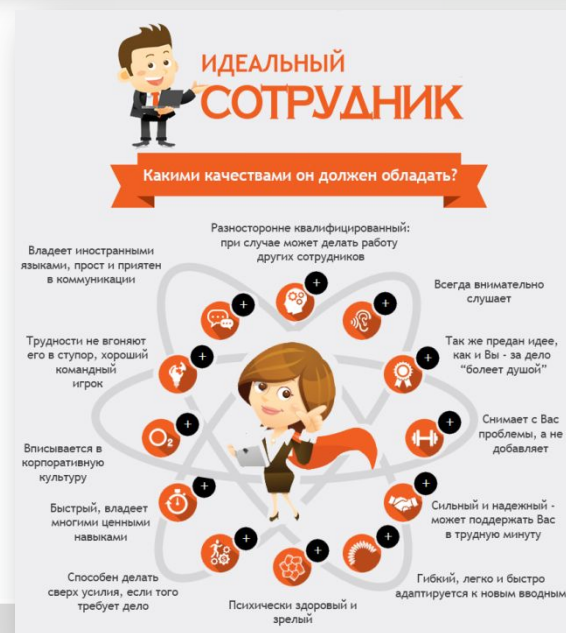 ИДЕАЛЬНЫЙ
СОТРУДНИК
Какими качествами он должен обладать?
Разносторонне квалифицированный:
при случае может делать работу
других сотрудников
Владеет иностранными
языками, прост и приятен
в коммуникации
Всегда внимательно
слушает
Трудности не вгоняют
его в ступор, хороший
командный
игрок
Так же предан идее,
как и Вы - за дело
"болеет душой"
O2
Снимает с Вас
проблемы, а не
добавляет
Вписывается в
корпоративную
культуру
Быстрый, владеет
многими ценными
навыками
Сильный и надежный -
может поддержать Вас
в трудную минуту
Способен делать
сверх усилия, если того
требует дело
Психически здоровый и
зрелый
Гибкий, легко и быстро
адаптируется к новым вводным